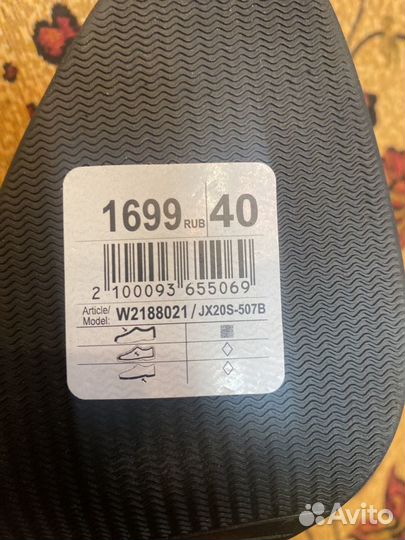 1699 RUB 40
2 100093 655069
Article/ Model: W2188021 / JX20S-507B
Avito